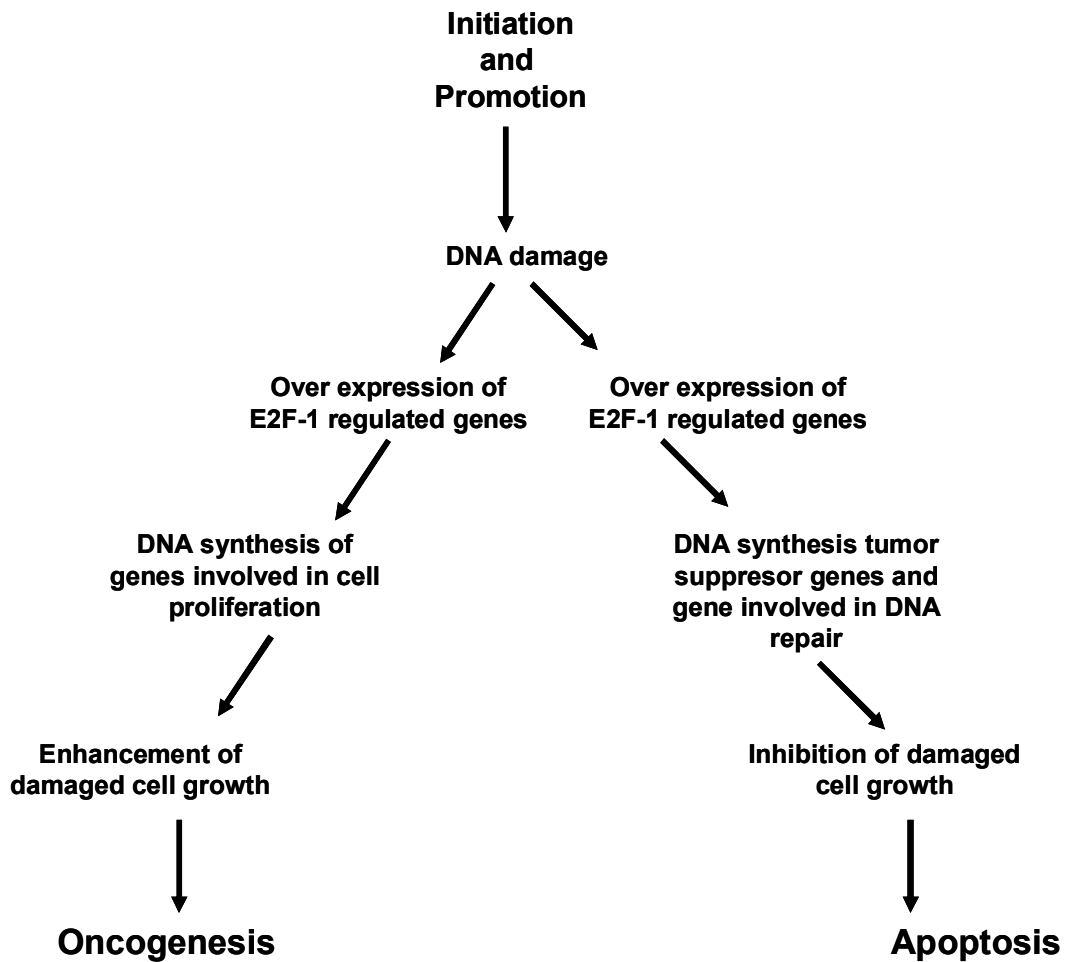 Initiation
and
Promotion
DNA damage
Over expression of
E2F-1 regulated genes
Over expression of
E2F-1 regulated genes
DNA synthesis of
genes involved in cell
proliferation
DNA synthesis tumor
suppresor genes and
gene involved in DNA
repair
Enhancement of
damaged cell growth
Inhibition of damaged
cell growth
Oncogenesis
Apoptosis